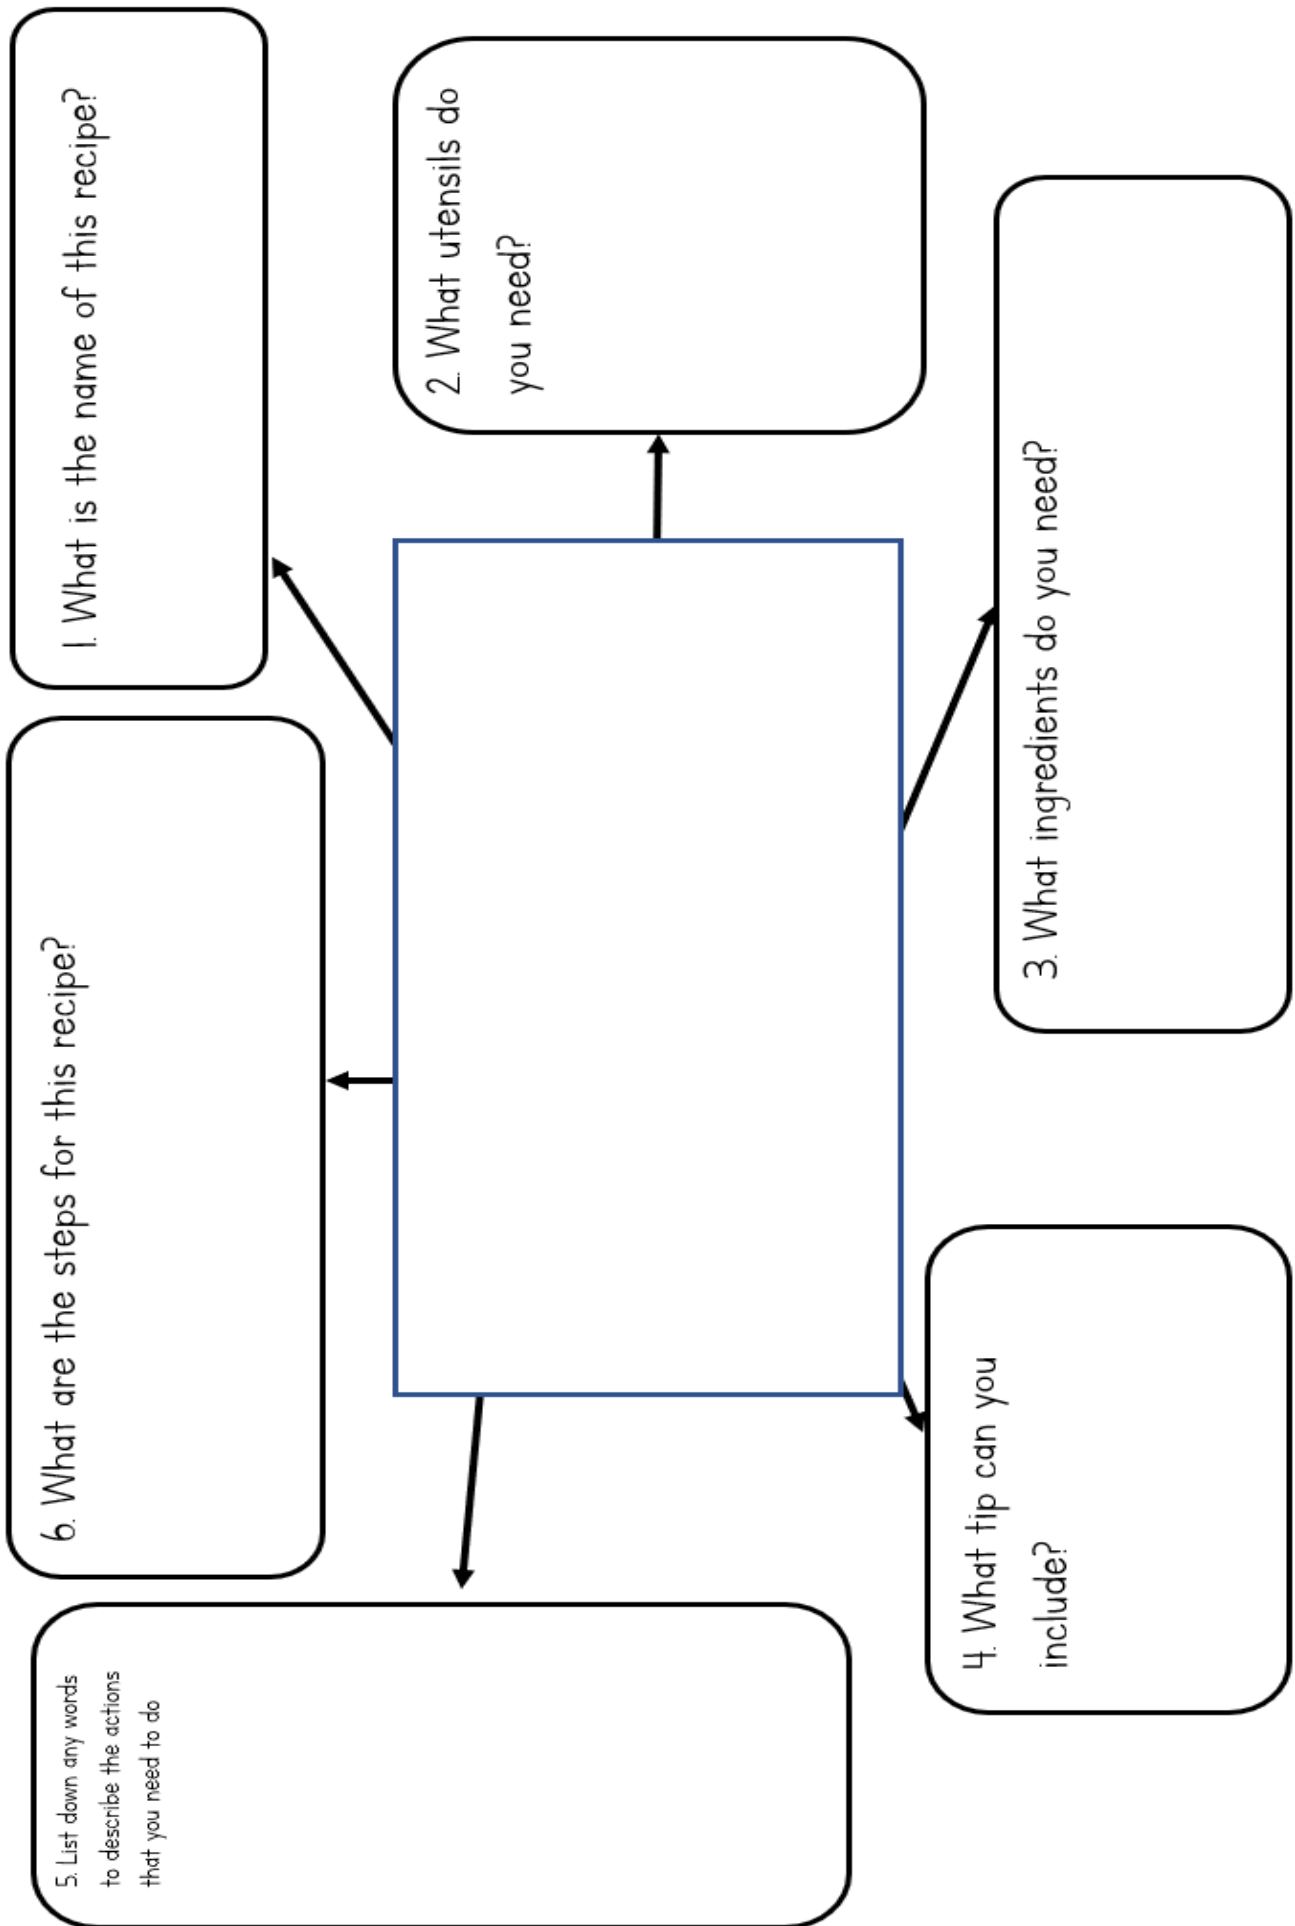 1. What is the name of this recipe?
2. What utensils do
you need?
3. What ingredients do you need?
4. What tip can you
include?
5. List down any words
to describe the actions
that you need to do
6. What are the steps for this recipe?